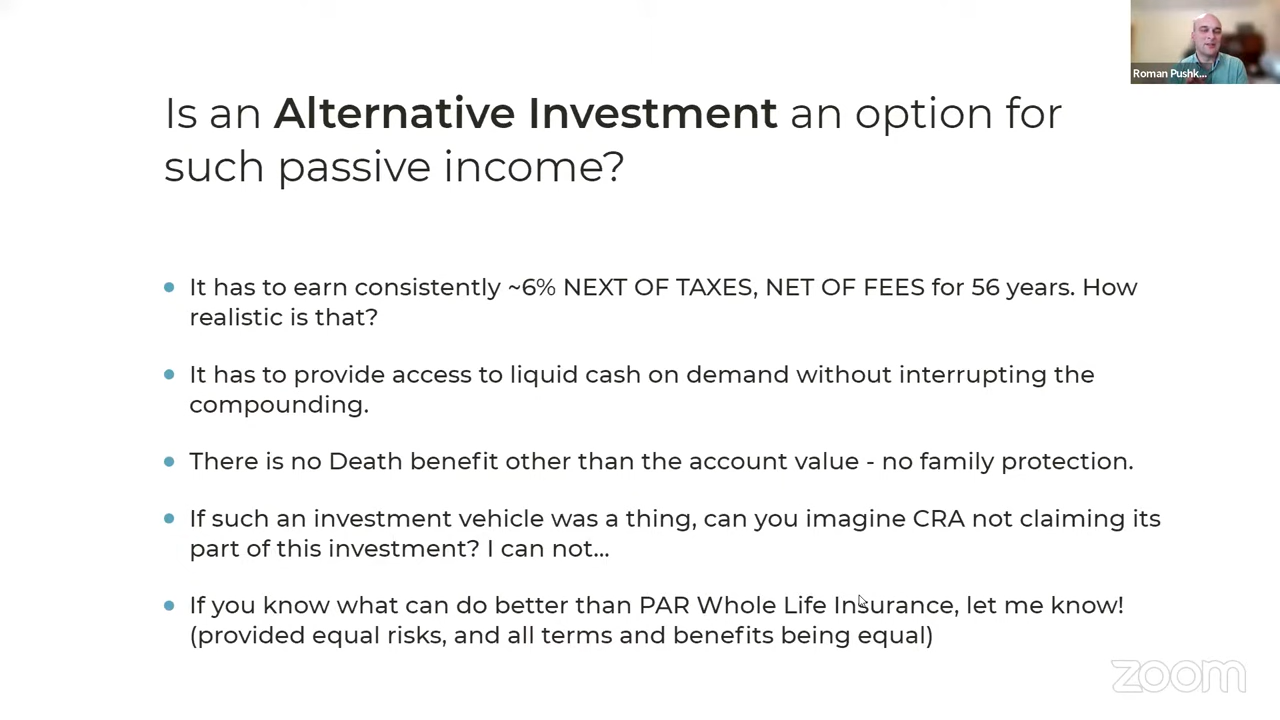 Roman Pushk...
Is an Alternative Investment an option for
such passive income?
It has to earn consistently ~6% NEXT OF TAXES, NET OF FEES for 56 years. How
realistic is that?
It has to provide access to liquid cash on demand without interrupting the
compounding.
There is no Death benefit other than the account value - no family protection.
If such an investment vehicle was a thing, can you imagine CRA not claiming its
part of this investment? I can not...
If you know what can do better than PAR Whole Life Insurance, let me know!
(provided equal risks, and all terms and benefits being equal)
zoom